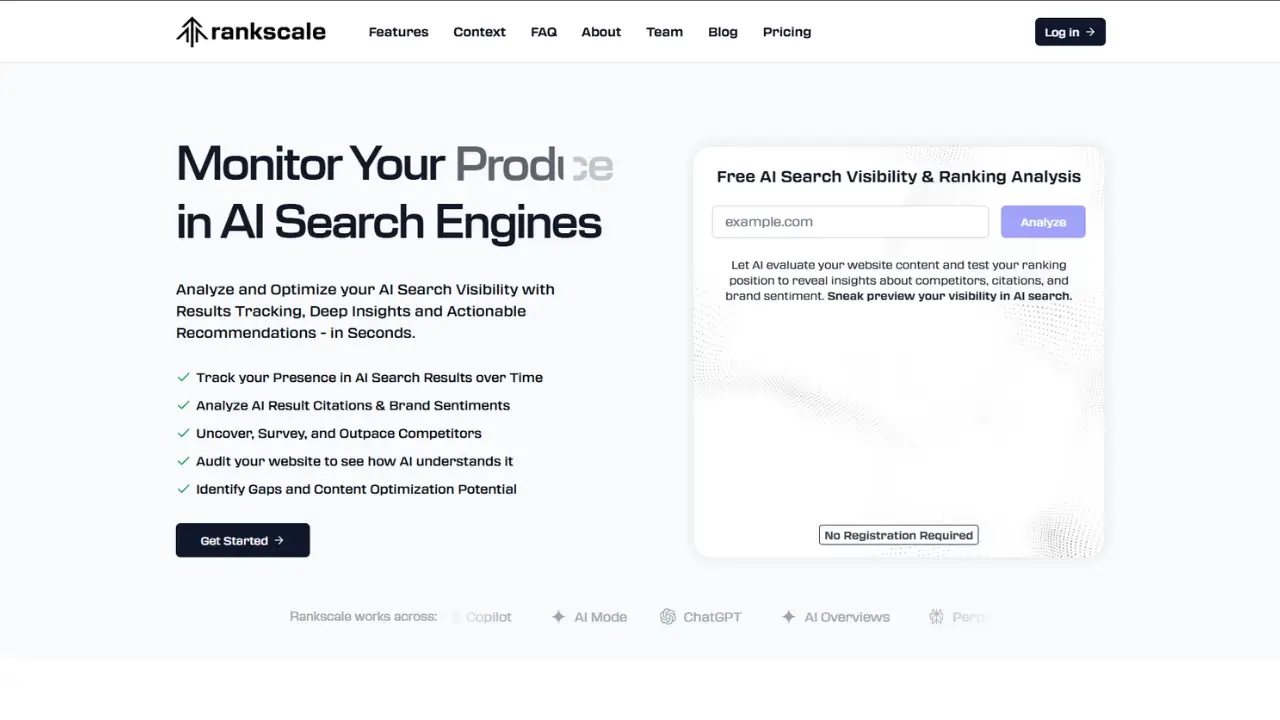 rankscale
Features
Context
FAQ
About
Team
Blog
Pricing
Log in →
Monitor Your
in AI Search Engines
Analyze and Optimize your AI Search Visibility with
Results Tracking, Deep Insights and Actionable
Recommendations - in Seconds.
Track your Presence in AI Search Results over Time
Analyze AI Result Citations & Brand Sentiments
Uncover, Survey, and Outpace Competitors
Audit your website to see how AI understands it
Identify Gaps and Content Optimization Potential
Get Started →
Free AI Search Visibility & Ranking Analysis
example.com
Analyze
Let AI evaluate your website content and test your ranking
position to reveal insights about competitors, citations, and
brand sentiment. Sneak preview your visibility in AI search.
No Registration Required
Rankscale works across:
Copilot
AI Mode
ChatGPT
AI Overviews